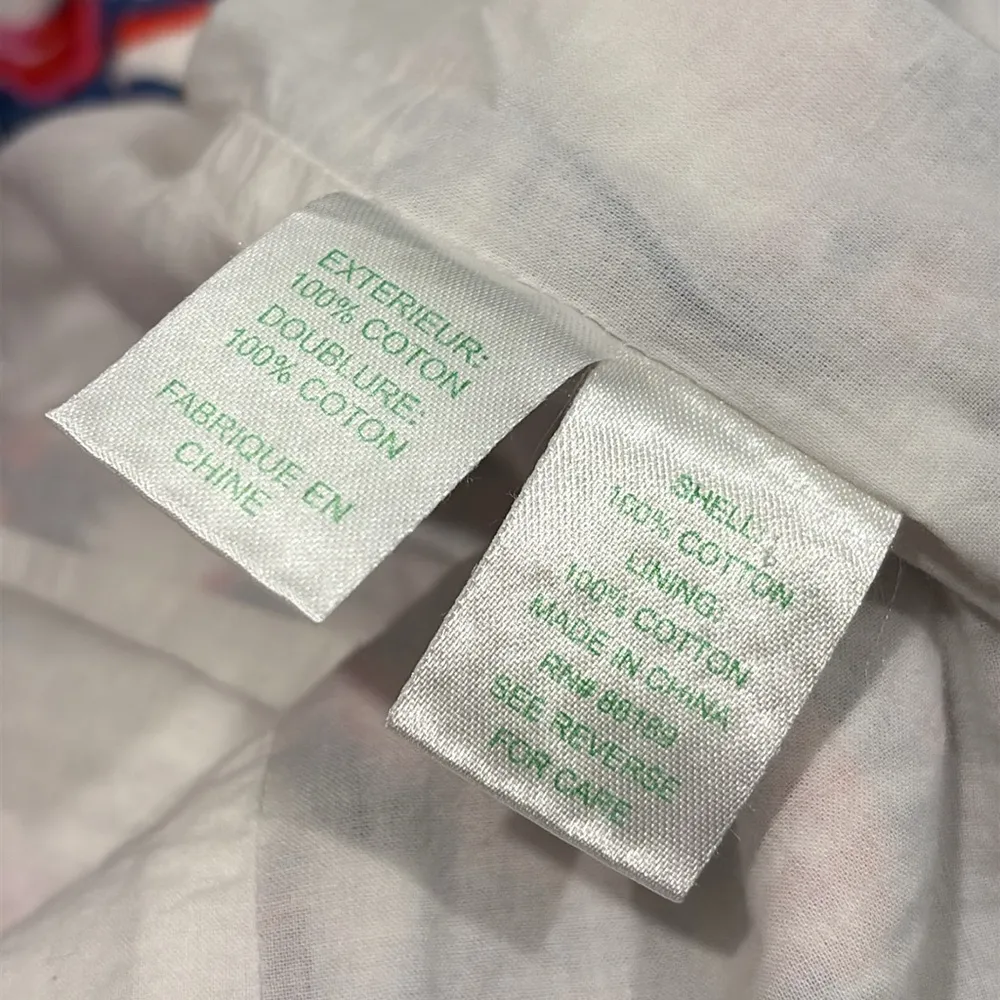 EXTERIEUR:
100% COTON
DOUBLURE:
100% COTON
FABRIQUE EN
CHINE
SHELL:
100% COTTON
LINING:
100% COTTON
MADE IN CHINA
RN#
SEE REVERSE
FOR CARE